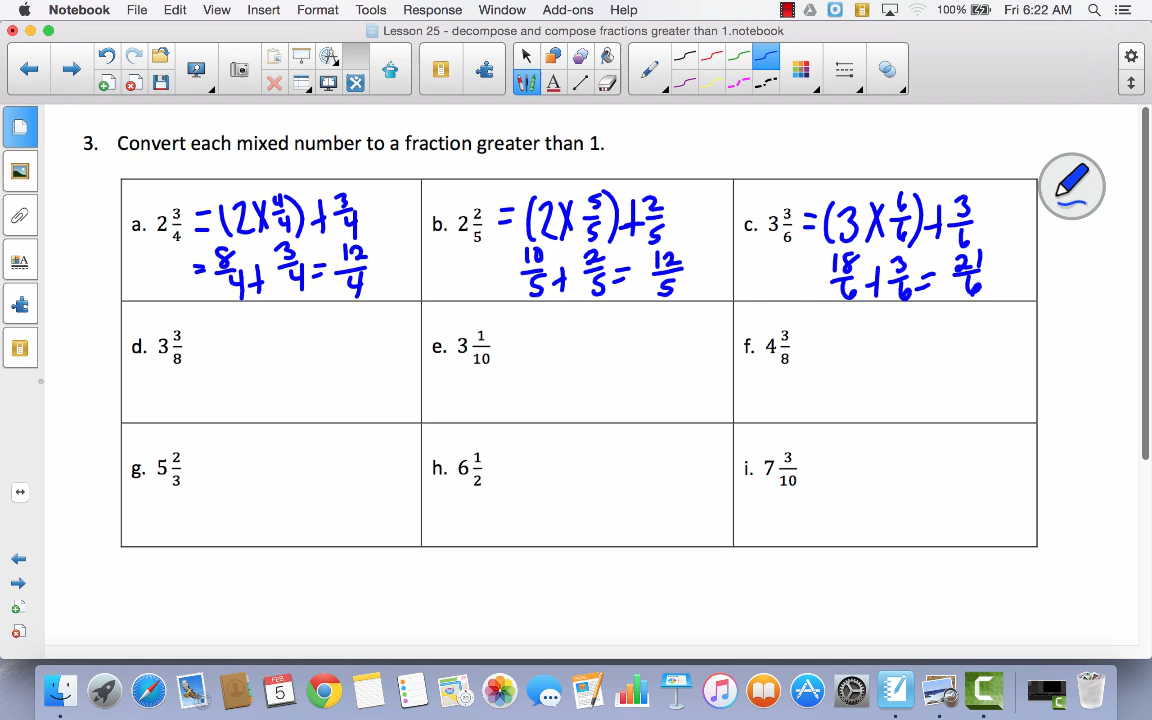 Notebook File Edit View Insert Format Tools Response Window Add-ons Help 100% Fri 6:22 AM
Lesson 25 - decompose and compose fractions greater than 1.notebook
3. Convert each mixed number to a fraction greater than 1.
a. 2 3/4 = (2 × 4/4) + 3/4
= 8/4 + 3/4 = 12/4
b. 2 2/5 = (2 × 5/5) + 2/5
10/5 + 2/5 = 12/5
c. 3 3/6 = (3 × 6/6) + 3/6
18/6 + 3/6 = 21/6
d. 3 3/8
e. 3 1/10
f. 4 3/8
g. 5 2/3
h. 6 1/2
i. 7 3/10
FEB
5